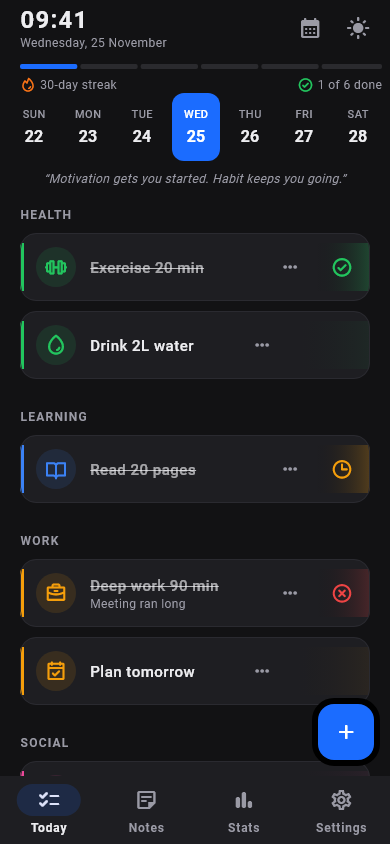 09:41
Wednesday, 25 November
30-day streak
1 of 6 done
SUN MON TUE WED THU FRI SAT
22 23 24 25 26 27 28
“Motivation gets you started. Habit keeps you going.”
HEALTH
Exercise 20 min
Drink 2L water
LEARNING
Read 20 pages
WORK
Deep work 90 min
Meeting ran long
Plan tomorrow
SOCIAL
Today Notes Stats Settings